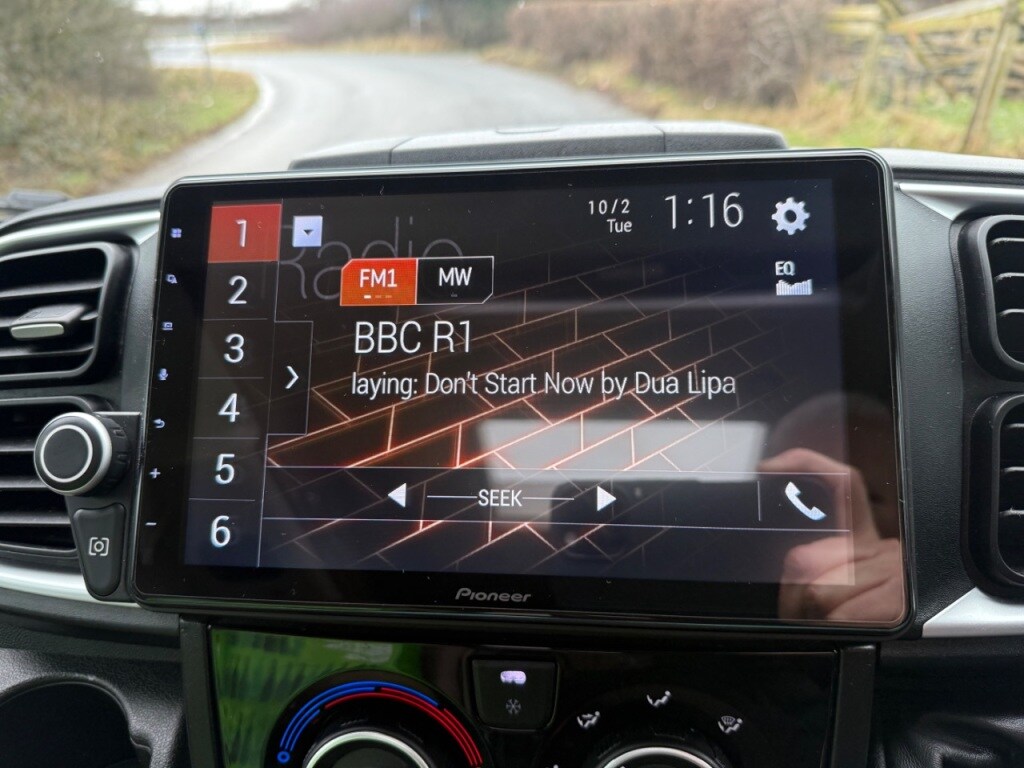 10/2
Tue
1:16
1
Radio
FM1
MW
EQ
2
BBC R1
3
laying: Don't Start Now by Dua Lipa
4
5
SEEK
6
Pioneer